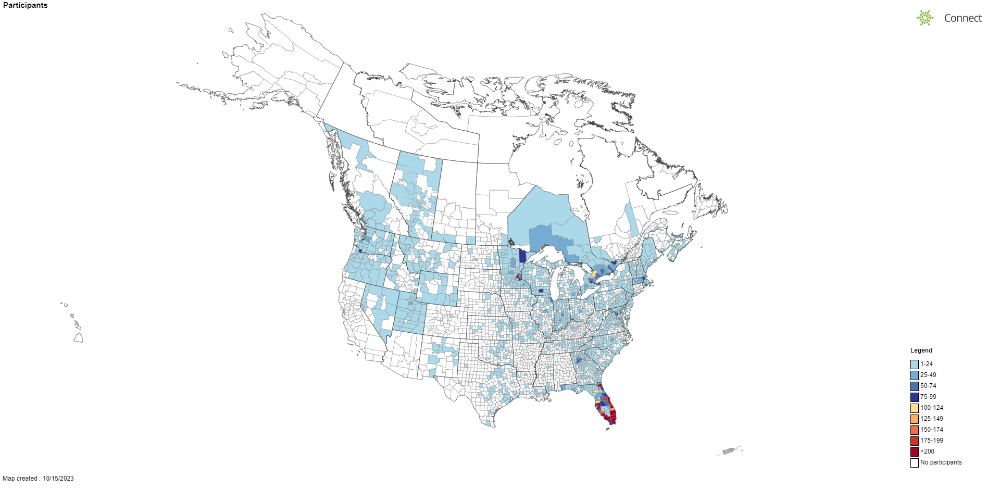 Participants
Connect
Legend
1-24
25-49
50-74
75-99
100-124
125-149
150-174
175-199
>200
No participants
Map created : 10/15/2023